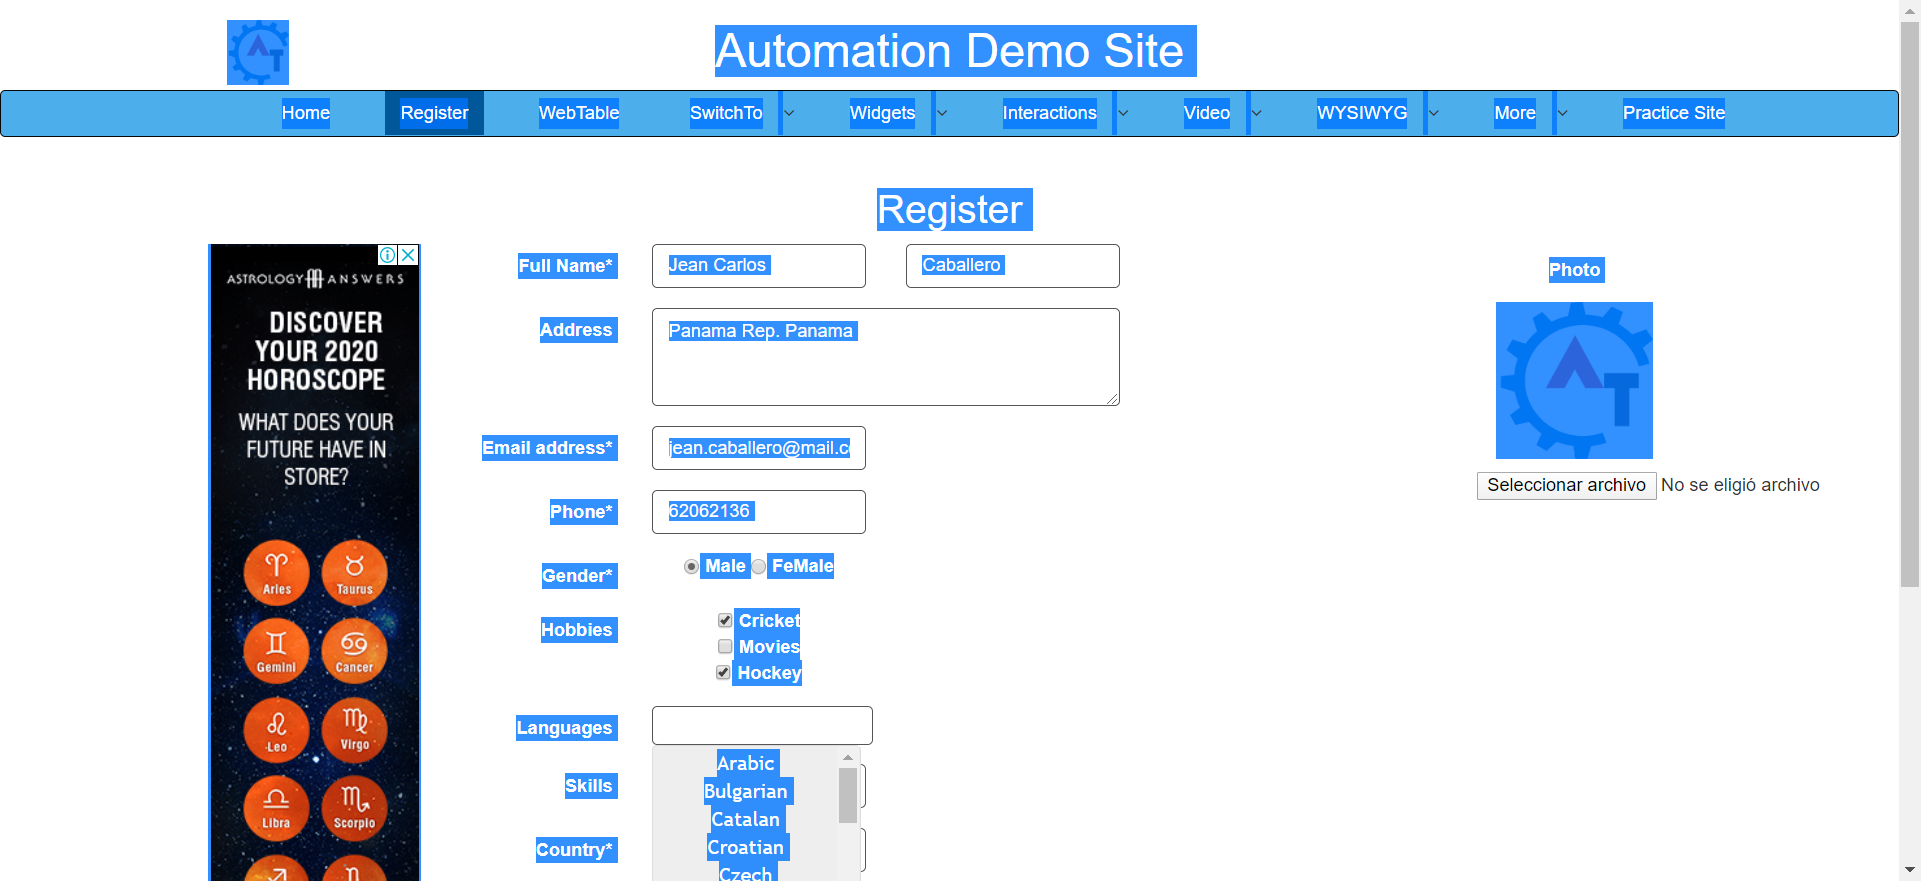 Automation Demo Site
Home Register WebTable SwitchTo Widgets Interactions Video WYSIWYG More Practice Site
Register
ASTROLOGY ANSWERS
DISCOVER
YOUR 2020
HOROSCOPE
WHAT DOES YOUR
FUTURE HAVE IN
STORE?
Aries Taurus
Gemini Cancer
Leo Virgo
Libra Scorpio
Full Name* Jean Carlos Caballero
Address Panama Rep. Panama
Email address* jean.caballero@mail.c
Phone* 62062136
Gender* Male FeMale
Hobbies Cricket
Movies
Hockey
Languages
Arabic
Skills
Bulgarian
Catalan
Country* Croatian
Czech
Photo
AT
Seleccionar archivo No se eligió archivo